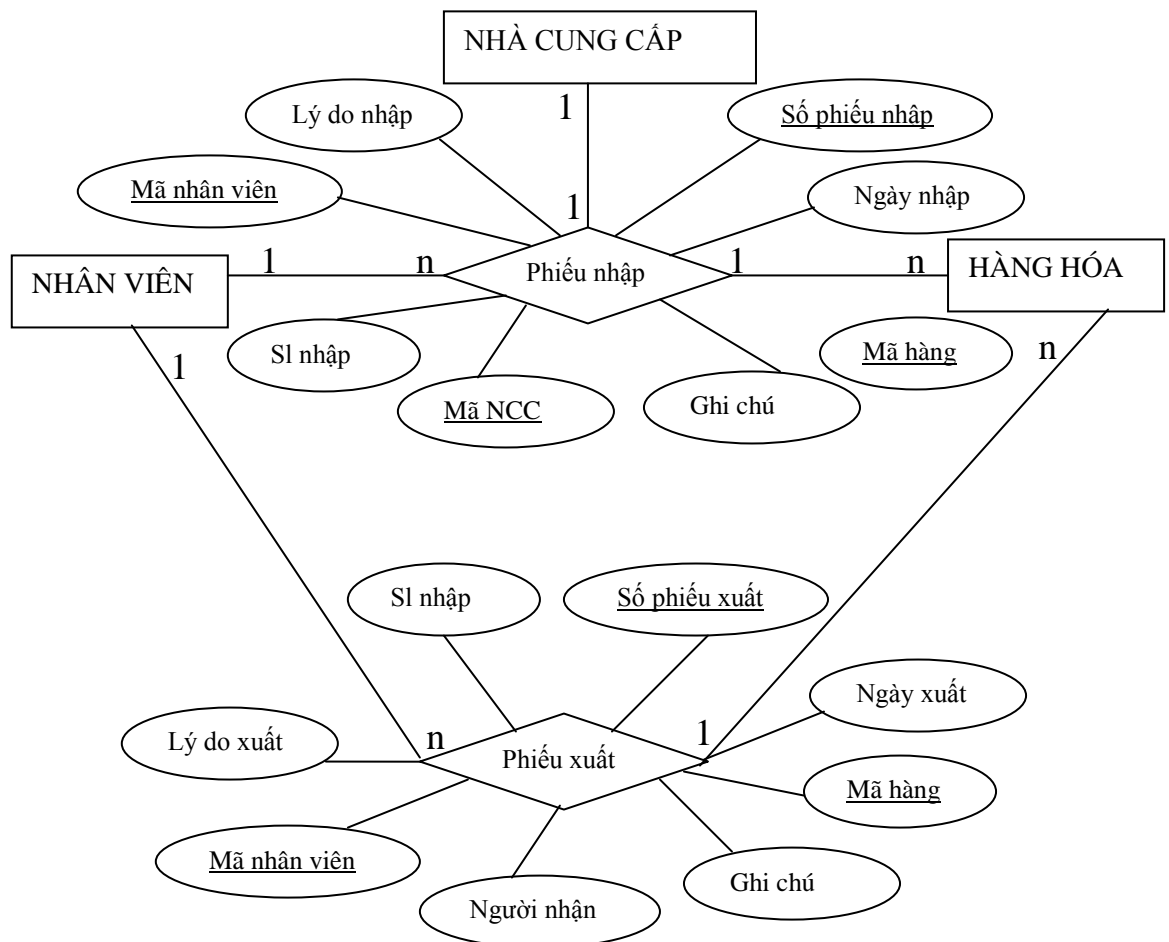 NHÀ CUNG CẤP
1
Lý do nhập
Số phiếu nhâp
Mã nhân viên
Ngày nhập
1
NHÂN VIÊN
1
n
Phiếu nhập
1
n
HÀNG HÓA
Sl nhập
Mã hàng
n
1
Mã NCC
Ghi chú
Sl nhập
Số phiếu xuất
Ngày xuất
Lý do xuất
n
Phiếu xuất
1
Mã hàng
Mã nhân viên
Ghi chú
Người nhận